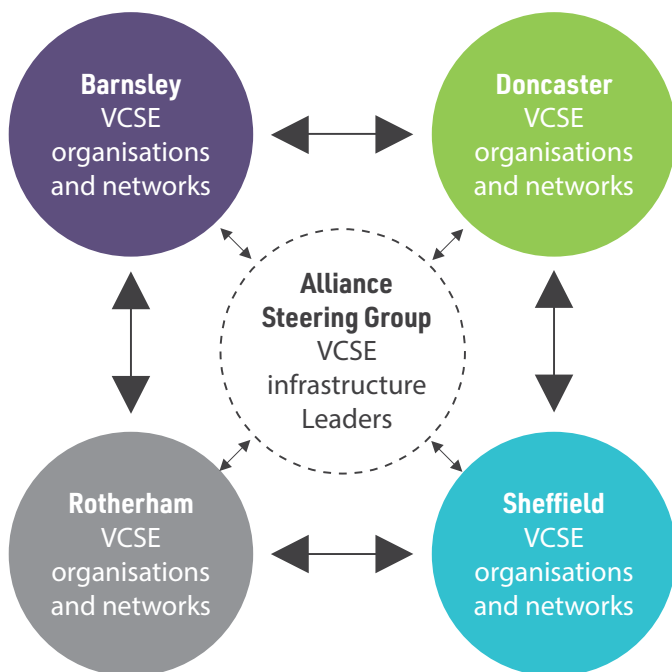 Barnsley
VCSE
organisations
and networks
Doncaster
VCSE
organisations
and networks
Alliance
Steering Group
VCSE
infrastructure
Leaders
Rotherham
VCSE
organisations
and networks
Sheffield
VCSE
organisations
and networks